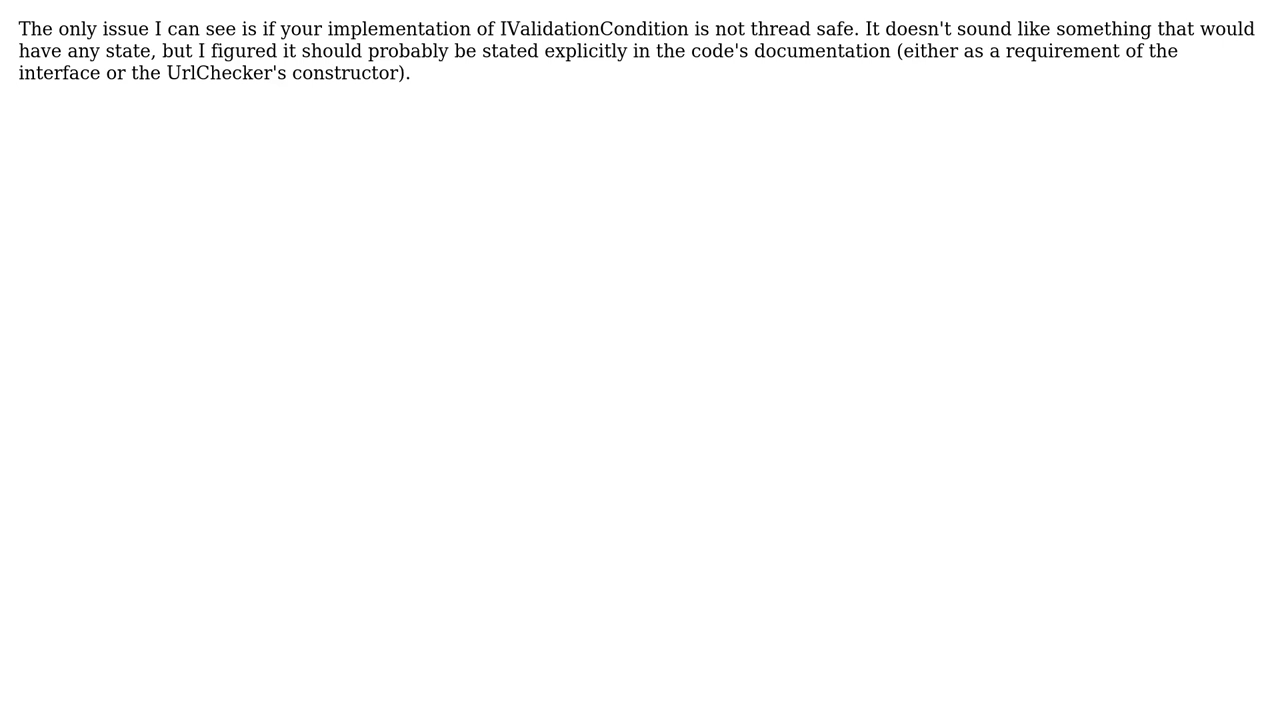 The only issue I can see is if your implementation of IValidationCondition is not thread safe. It doesn't sound like something that would
have any state, but I figured it should probably be stated explicitly in the code's documentation (either as a requirement of the
interface or the UrlChecker's constructor).